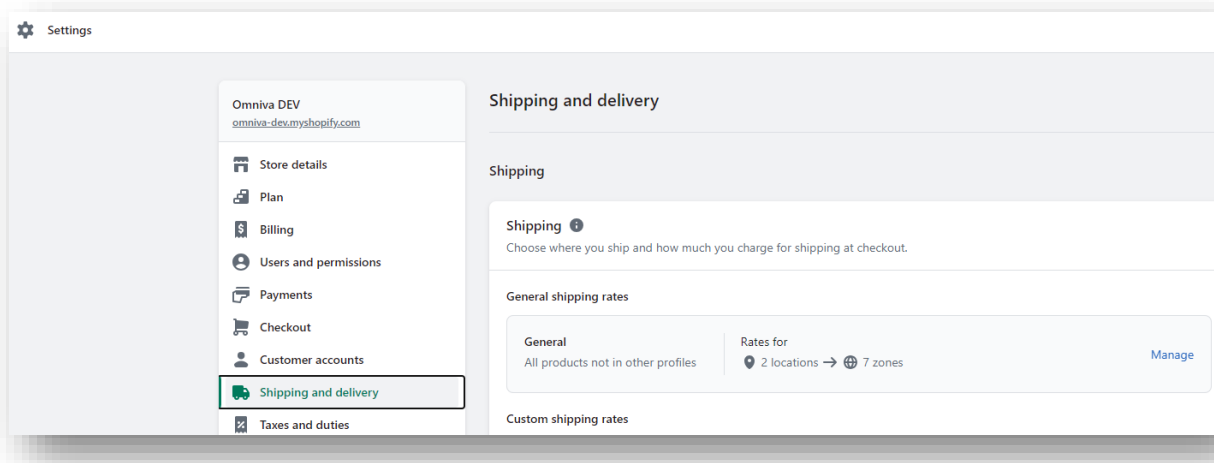 Settings
Omniva DEV
omniva-dev.myshopify.com
Store details
Plan
Billing
Users and permissions
Payments
Checkout
Customer accounts
Shipping and delivery
Taxes and duties
Shipping and delivery
Shipping
Shipping
Choose where you ship and how much you charge for shipping at checkout.
General shipping rates
General
All products not in other profiles
Rates for
2 locations → 7 zones
Manage
Custom shipping rates